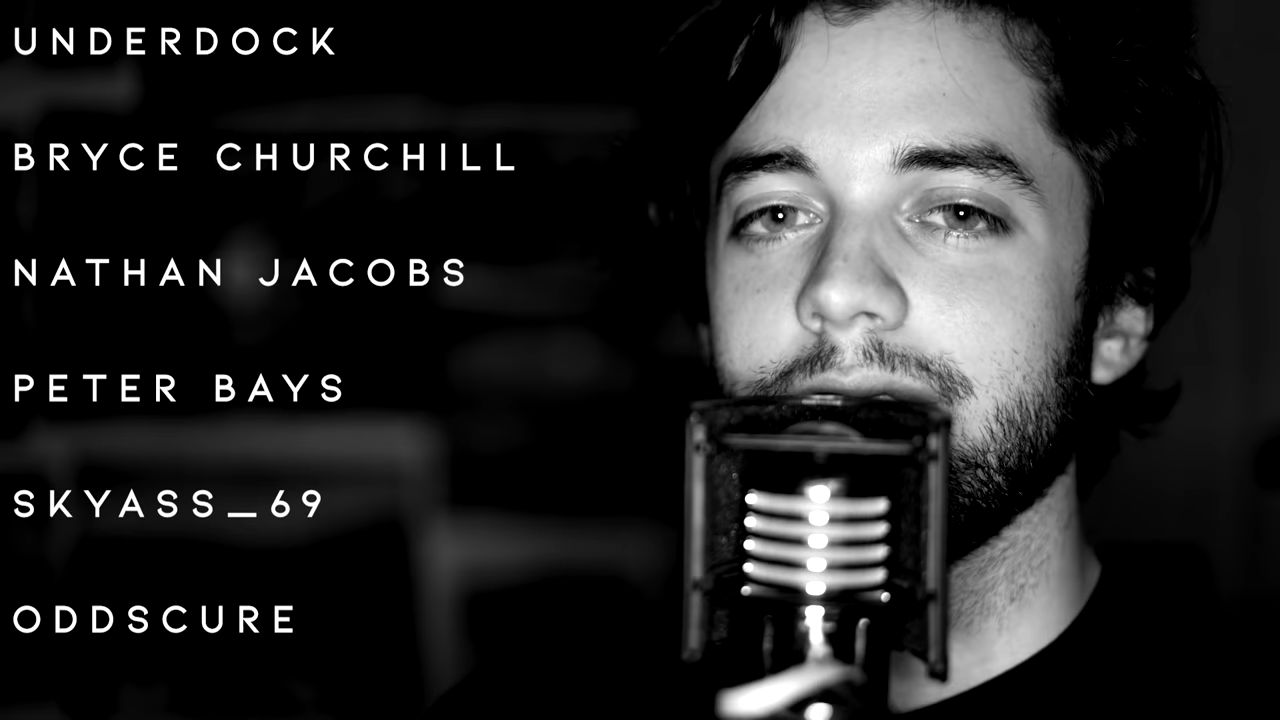 UNDERDOCK
BRYCE CHURCHILL
NATHAN JACOBS
PETER BAYS
SKYASS_69
ODDSCURE